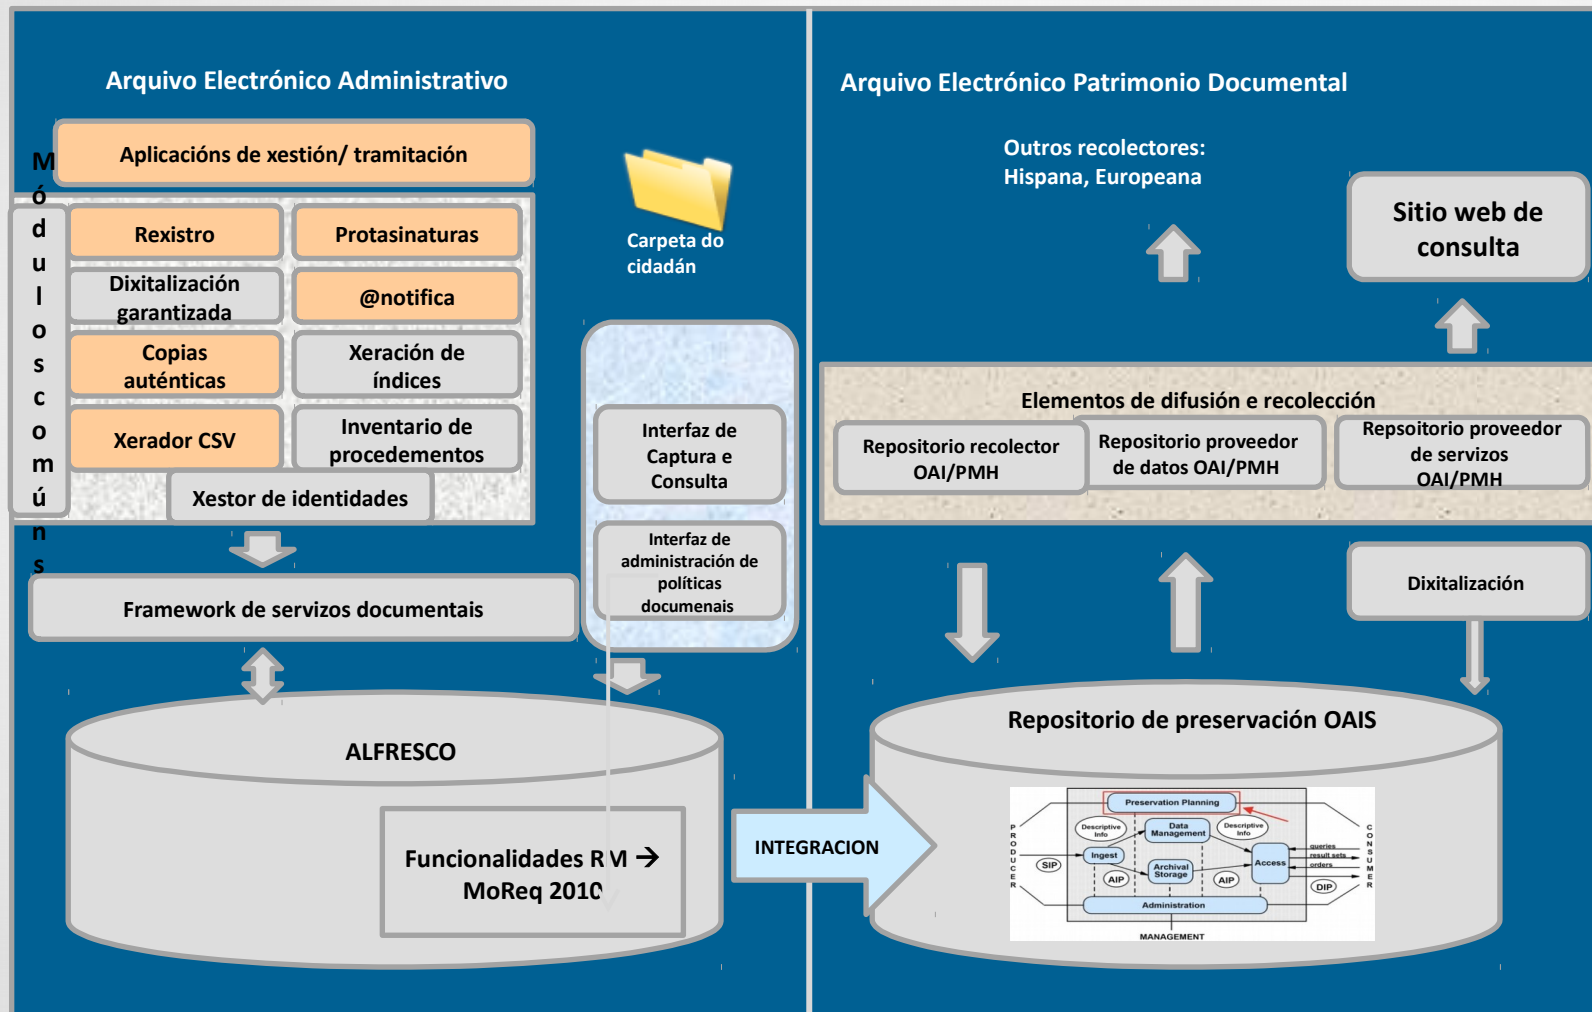 Arquivo Electrónico Administrativo
Aplicacións de xestión/ tramitación
Módulos comúns
Rexistro
Protasinaturas
Dixitalización
garantizada
@notifica
Copias
auténticas
Xeración de
índices
Xerador CSV
Inventario de
procedementos
Xestor de identidades
Framework de servizos documentais
Carpeta do
cidadán
Interfaz de
Captura e
Consulta
Interfaz de
administración de
políticas
documenais
ALFRESCO
Funcionalidades RM →
MoReq 2010
INTEGRACION
Arquivo Electrónico Patrimonio Documental
Outros recolectores:
Hispana, Europeana
Sitio web de
consulta
Elementos de difusión e recolección
Repositorio recolector
OAI/PMH
Repositorio proveedor
de datos OAI/PMH
Repsoitorio proveedor
de servizos
OAI/PMH
Dixitalización
Repositorio de preservación OAIS
Preservation Planning
PRODUCER
Descriptive
Info
Data
Management
Descriptive
Info
CONSUMER
SIP
Ingest
Archival
Storage
Access
queries
result sets
orders
AIP
AIP
DIP
Administration
MANAGEMENT